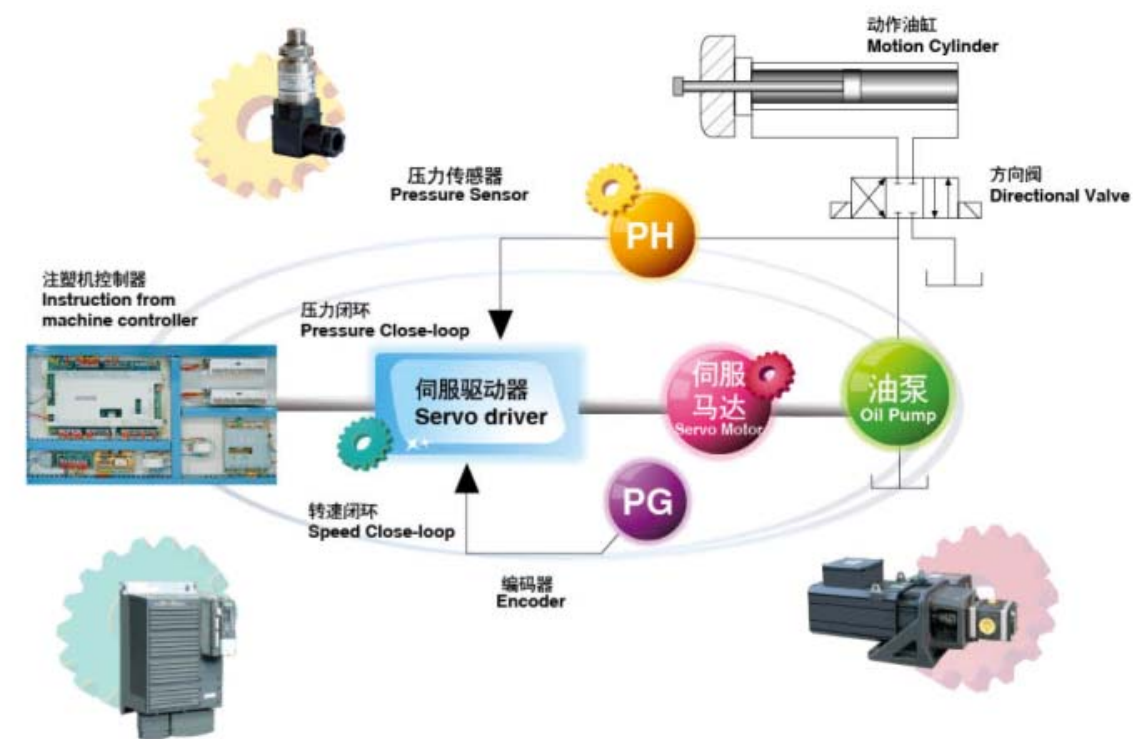 动作油缸
Motion Cylinder
方向阀
Directional Valve
压力传感器
Pressure Sensor
PH
注塑机控制器
Instruction from
machine controller
压力闭环
Pressure Close-loop
伺服驱动器
Servo driver
伺服
马达
Servo Motor
油泵
Oil Pump
转速闭环
Speed Close-loop
PG
编码器
Encoder